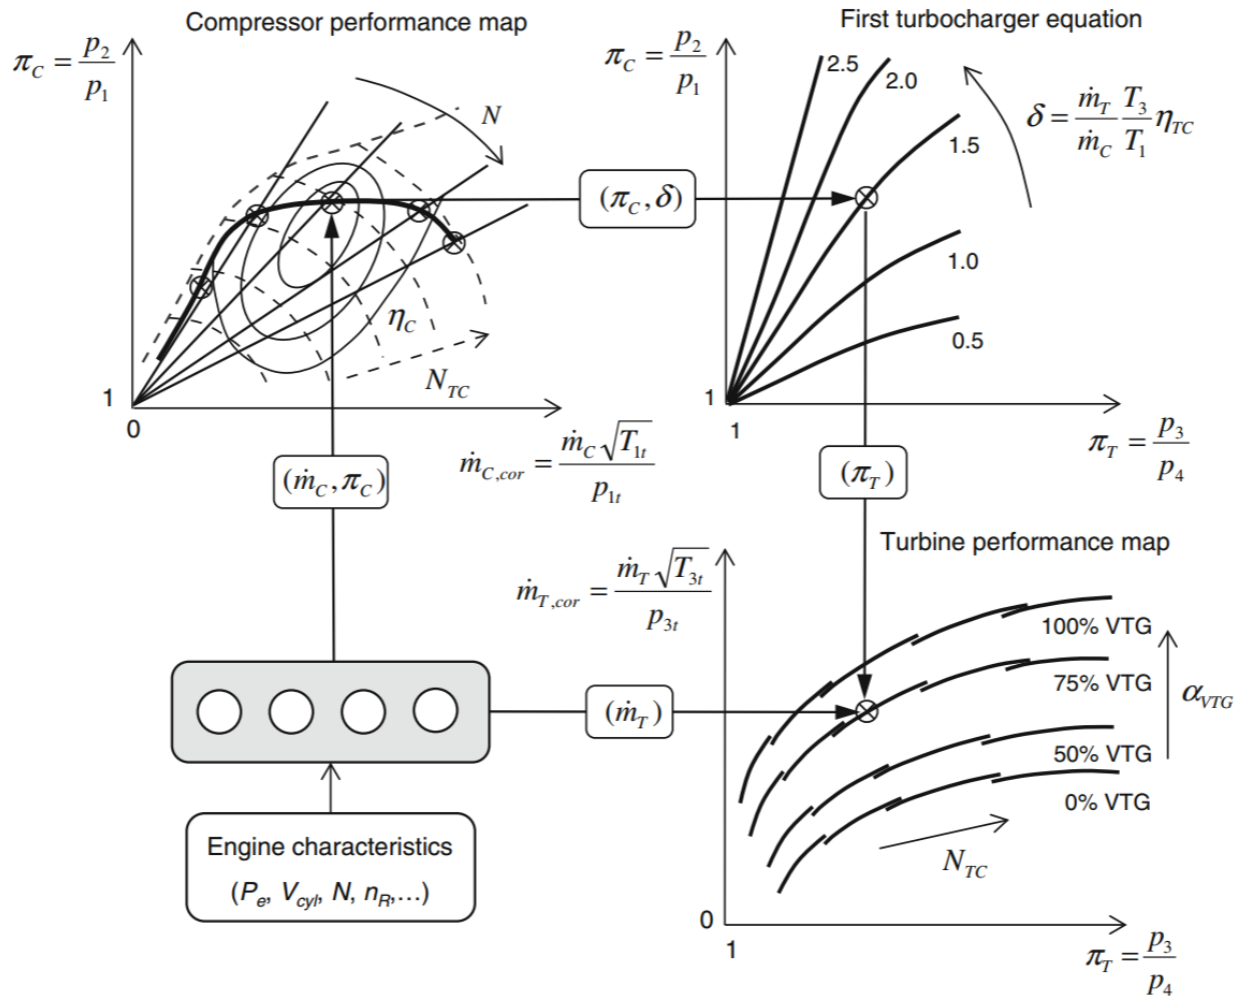 Compressor performance map
π_C = p_2 / p_1
N
η_C
N_TC
1
0
ṁ_C,cor = ṁ_C √T_1t / p_1t
(π_C, δ)
First turbocharger equation
π_C = p_2 / p_1
2.5
2.0
1.5
1.0
0.5
δ = ṁ_T / ṁ_C T_3 / T_1 η_TC
1
1
π_T = p_3 / p_4
(ṁ_C, π_C)
(π_T)
Turbine performance map
ṁ_T,cor = ṁ_T √T_3t / p_3t
100% VTG
75% VTG
50% VTG
0% VTG
α_VTG
N_TC
0
1
π_T = p_3 / p_4
(ṁ_T)
Engine characteristics
(P_e, V_cyl, N, n_R,…)